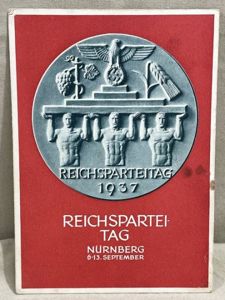 REICHSPARTEITAG
1937
REICHSPARTEI-
TAG
NÜRNBERG
6-13. SEPTEMBER